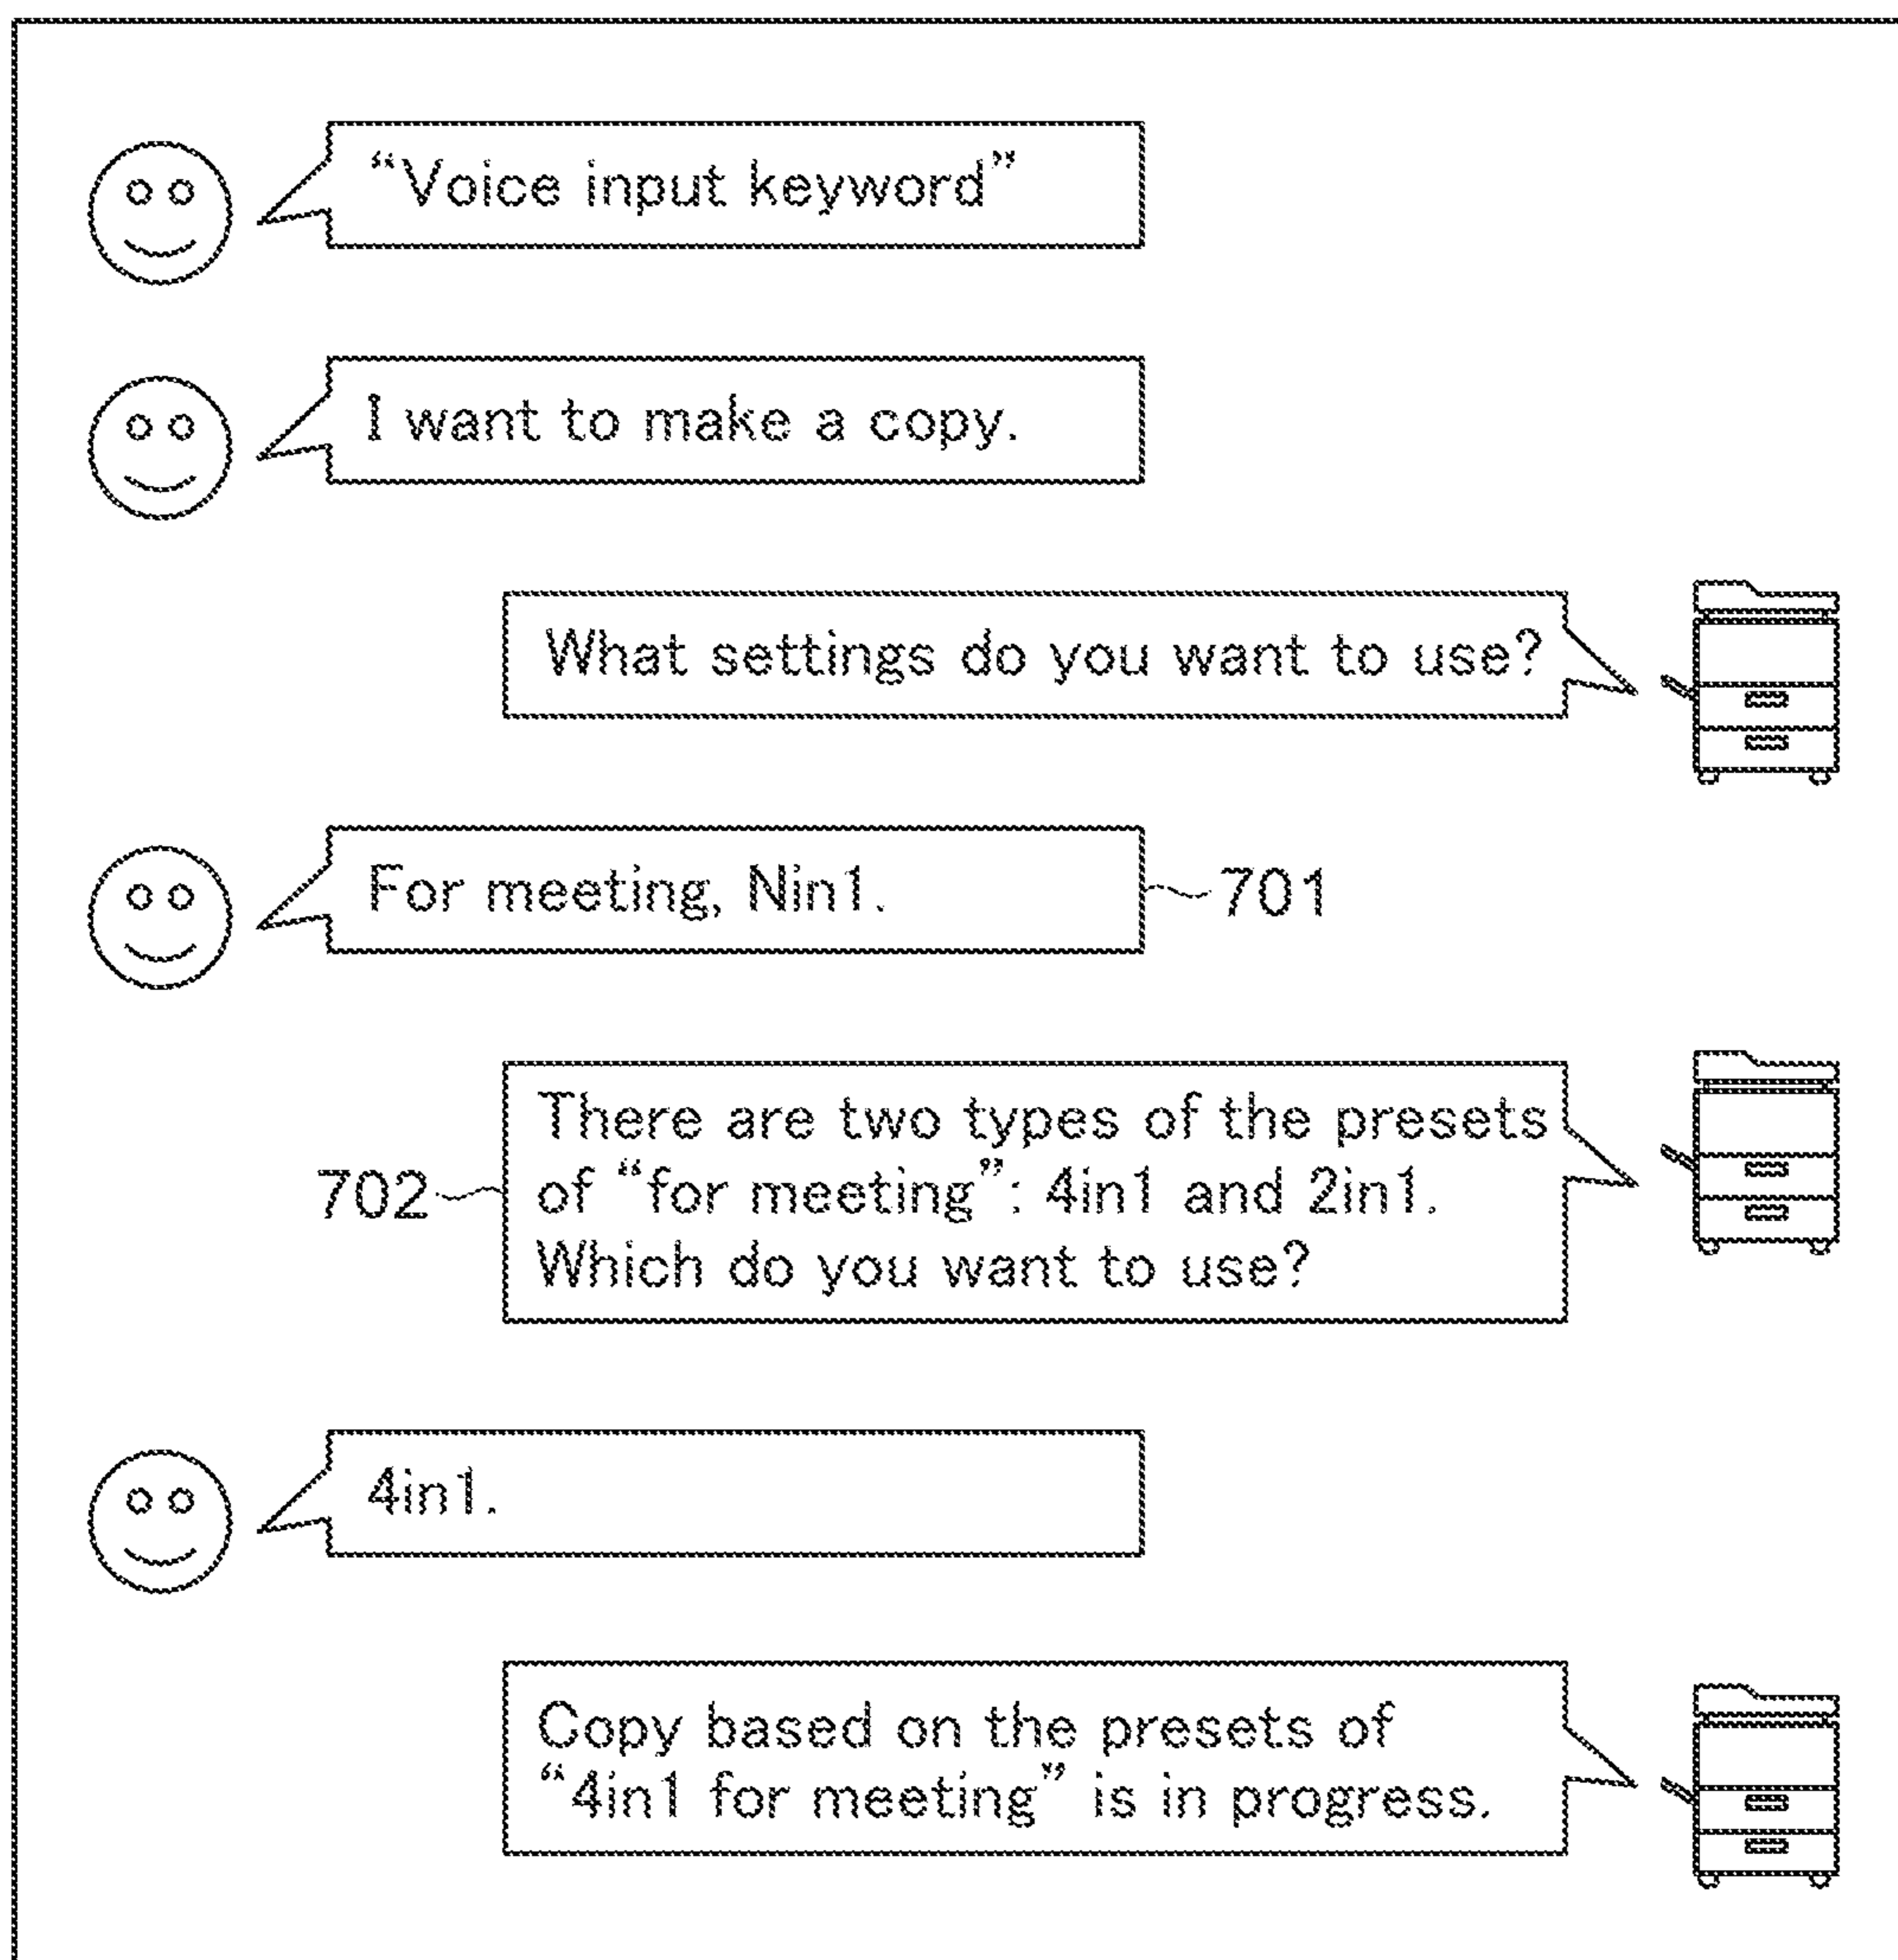 “Voice input keyword”
I want to make a copy.
What settings do you want to use?
For meeting, Nin1.
701
There are two types of the presets
702
of “for meeting”: 4in1 and 2in1.
Which do you want to use?
4in1.
Copy based on the presets of
“4in1 for meeting” is in progress.